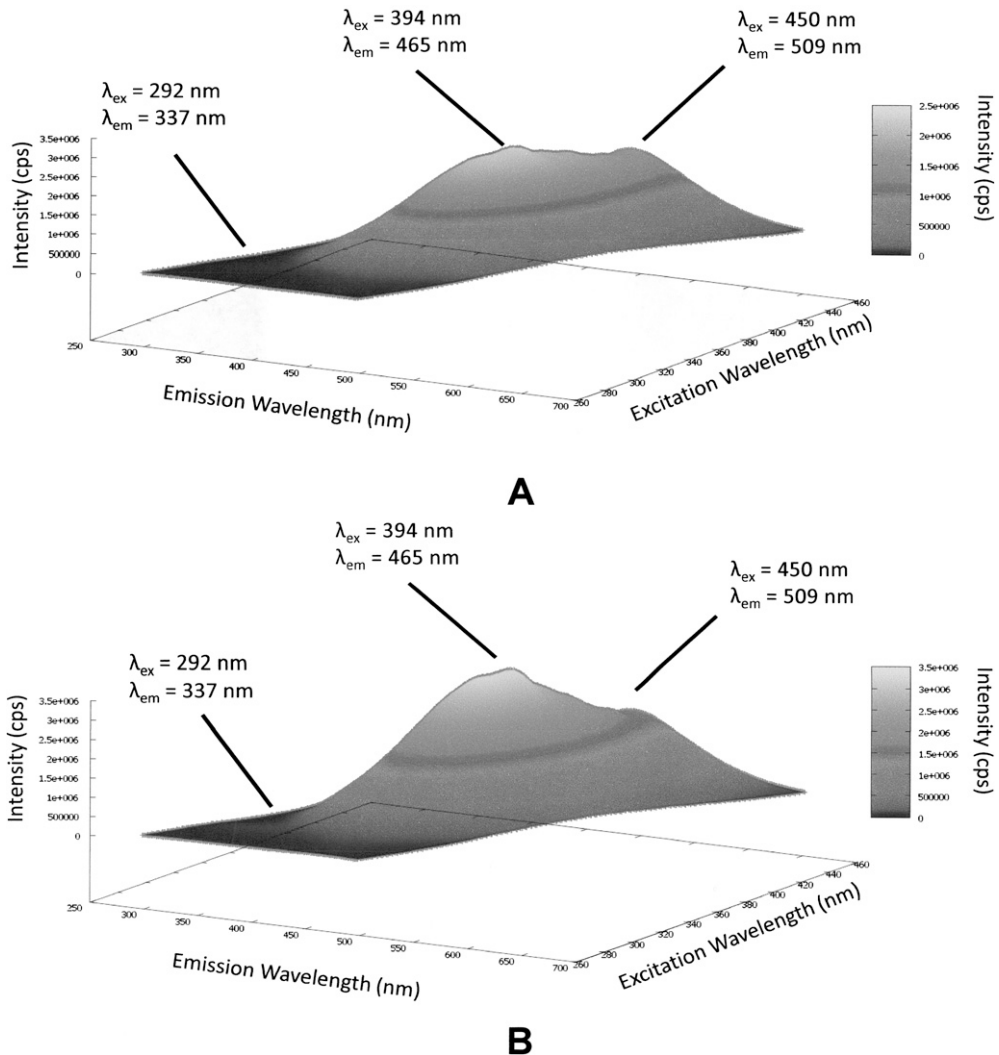 λex = 394 nm
λem = 465 nm
λex = 450 nm
λem = 509 nm
λex = 292 nm
λem = 337 nm
Intensity (cps)
3.5e+006
3e+006
2.5e+006
2e+006
1.5e+006
1e+006
500000
0
2.5e+006
2e+006
1.5e+006
1e+006
500000
0
Intensity (cps)
250
300
350
400
450
500
550
600
650
700
260
280
300
320
340
360
380
400
420
440
460
Emission Wavelength (nm)
Excitation Wavelength (nm)
A
λex = 394 nm
λem = 465 nm
λex = 450 nm
λem = 509 nm
λex = 292 nm
λem = 337 nm
Intensity (cps)
3.5e+006
3e+006
2.5e+006
2e+006
1.5e+006
1e+006
500000
0
3.5e+006
3e+006
2.5e+006
2e+006
1.5e+006
1e+006
500000
0
Intensity (cps)
250
300
350
400
450
500
550
600
650
700
260
280
300
320
340
360
380
400
420
440
460
Emission Wavelength (nm)
Excitation Wavelength (nm)
B